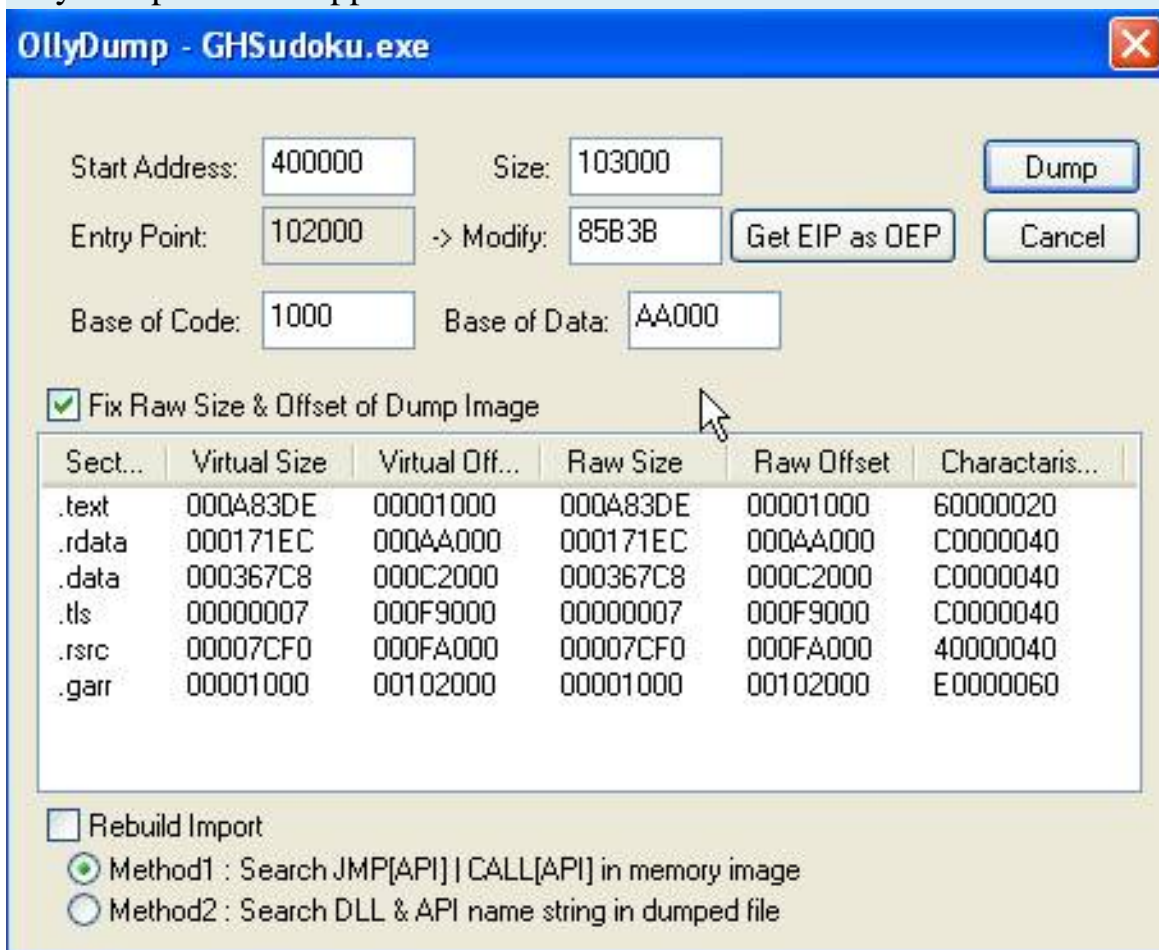 OllyDump - GHSudoku.exe
Start Address: 400000 Size: 103000 Dump
Entry Point: 102000 -> Modify: 85B3B Get EIP as OEP Cancel
Base of Code: 1000 Base of Data: AA000
Fix Raw Size & Offset of Dump Image
Sect... Virtual Size Virtual Off... Raw Size Raw Offset Charactaris...
.text 000A83DE 00001000 000A83DE 00001000 60000020
.rdata 000171EC 000AA000 000171EC 000AA000 C0000040
.data 000367C8 000C2000 000367C8 000C2000 C0000040
.tls 00000007 000F9000 00000007 000F9000 C0000040
.rsrc 00007CF0 000FA000 00007CF0 000FA000 40000040
.garr 00001000 00102000 00001000 00102000 E0000060
Rebuild Import
Method1 : Search JMP[API] | CALL[API] in memory image
Method2 : Search DLL & API name string in dumped file